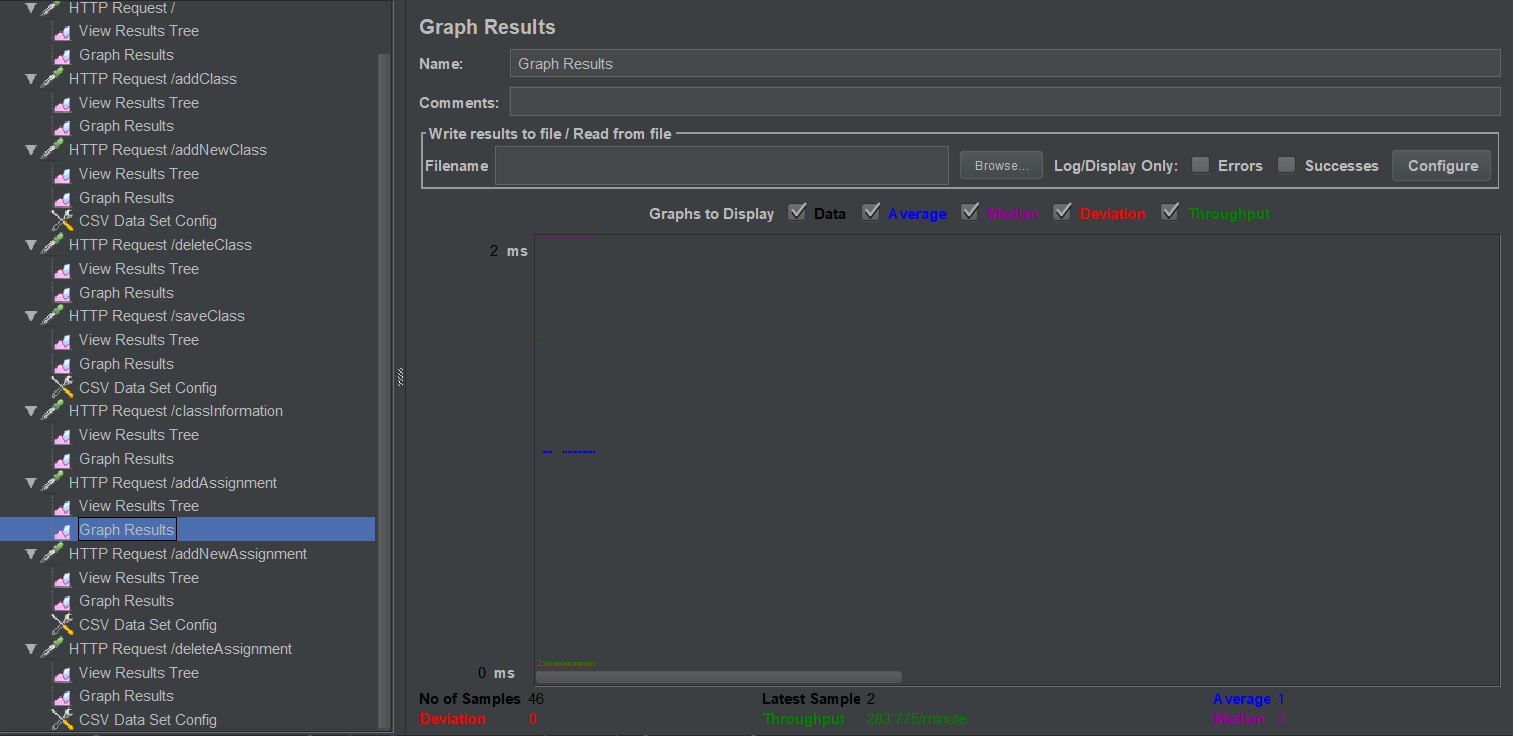 HTTP Request /
View Results Tree
Graph Results
HTTP Request /addClass
View Results Tree
Graph Results
HTTP Request /addNewClass
View Results Tree
Graph Results
CSV Data Set Config
HTTP Request /deleteClass
View Results Tree
Graph Results
HTTP Request /saveClass
View Results Tree
Graph Results
CSV Data Set Config
HTTP Request /classInformation
View Results Tree
Graph Results
HTTP Request /addAssignment
View Results Tree
Graph Results
HTTP Request /addNewAssignment
View Results Tree
Graph Results
CSV Data Set Config
HTTP Request /deleteAssignment
View Results Tree
Graph Results
CSV Data Set Config
Graph Results
Name: Graph Results
Comments:
Write results to file / Read from file
Filename Browse... Log/Display Only: Errors Successes Configure
Graphs to Display Data Average Median Deviation Throughput
2 ms
0 ms
No of Samples 46 Latest Sample 2 Average 1
Deviation 0 Throughput 283.775/minute Median